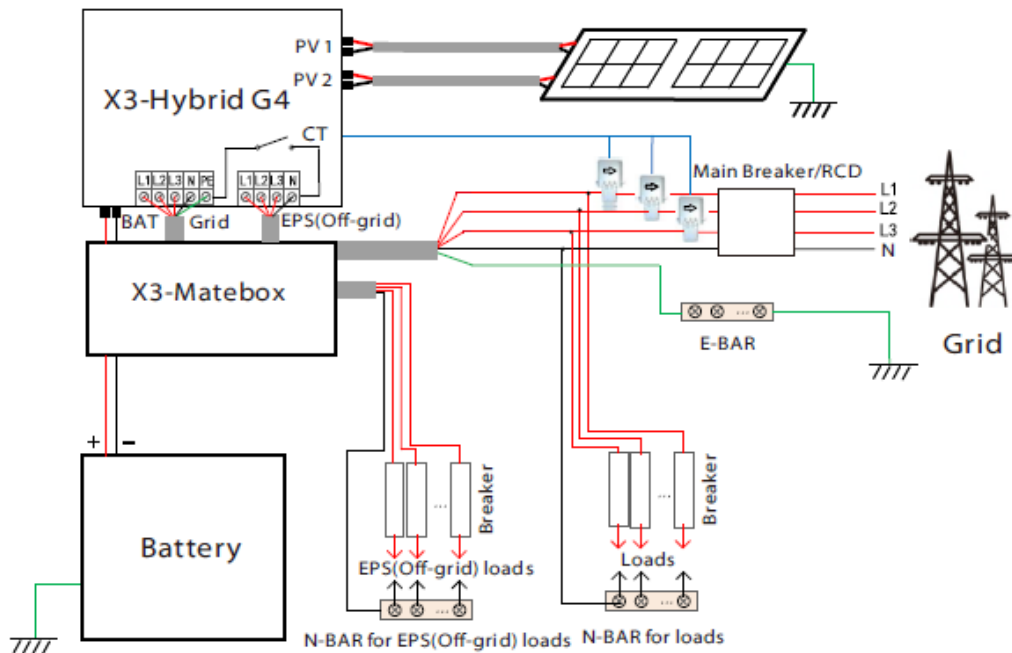 PV 1
PV 2
X3-Hybrid G4
CT
L1 L2 L3 N PE
L1 L2 L3 N
BAT
Grid
EPS(Off-grid)
Main Breaker/RCD
L1
L2
L3
N
X3-Matebox
... 
E-BAR
Grid
+ −
Battery
...
Breaker
EPS(Off-grid) loads
...
N-BAR for EPS(Off-grid) loads
...
Breaker
Loads
...
N-BAR for loads